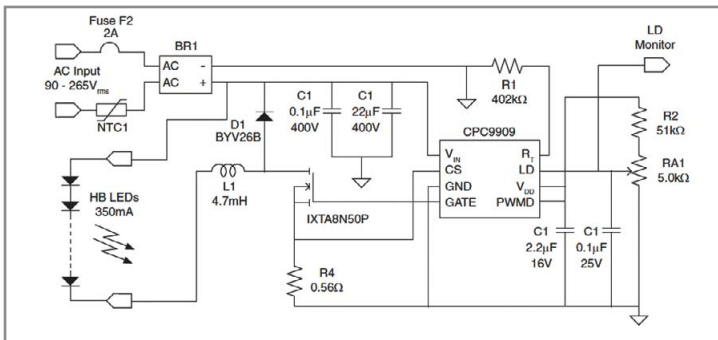 Fuse F2
2A
BR1
AC -
AC +
AC Input
90 - 265Vrms
NTC1
D1
BYV26B
C1
0.1µF
400V
C1
22µF
400V
R1
402kΩ
LD
Monitor
R2
51kΩ
RA1
5.0kΩ
CPC9909
VIN RT
CS LD
GND VDD
GATE PWMD
HB LEDs
350mA
L1
4.7mH
IXTA8N50P
R4
0.56Ω
C1
2.2µF
16V
C1
0.1µF
25V